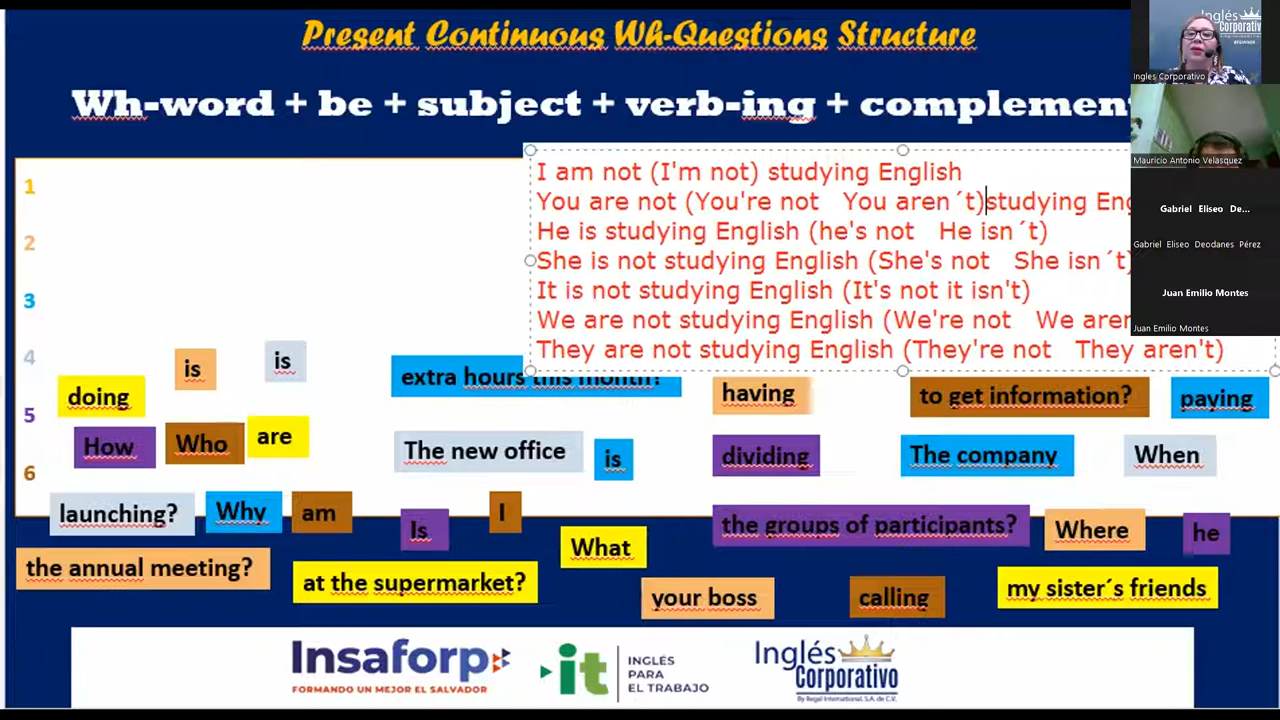 Present Continuous Wh-Questions Structure
Wh-word + be + subject + verb-ing + complement
Inglés
Corporativo
Ingles Corporativo
Mauricio Antonio Velasquez
Gabriel Eliseo De...
Gabriel Eliseo Deodanes Pérez
Juan Emilio Montes
Juan Emilio Montes
1
2
3
4
5
6
I am not (I'm not) studying English
You are not (You're not You aren´t)studying Eng
He is studying English (he's not He isn´t)
She is not studying English (She's not She isn´t)
It is not studying English (It's not it isn't)
We are not studying English (We're not We aren
They are not studying English (They're not They aren't)
is
is
extra hours this month?
having
to get information?
paying
doing
How
Who
are
The new office
is
dividing
The company
When
launching?
Why
am
Is
I
What
the groups of participants?
Where
he
the annual meeting?
at the supermarket?
your boss
calling
my sister´s friends
Insaforp
FORMANDO UN MEJOR EL SALVADOR
it
INGLÉS
PARA
EL TRABAJO
Inglés
Corporativo
By Regal International, S.A. de C.V.